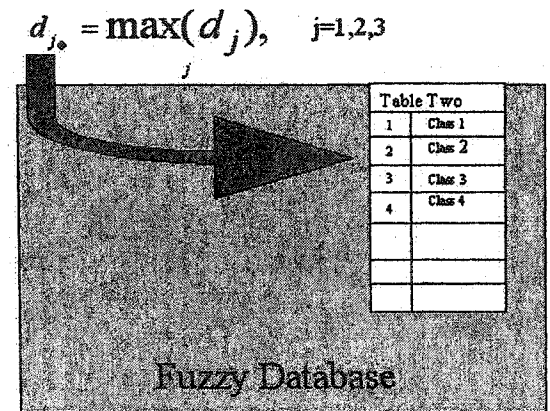 d_{j_•} = max(d_j), j=1,2,3
j
Table Two
1 Class 1
2 Class 2
3 Class 3
4 Class 4
Fuzzy Database